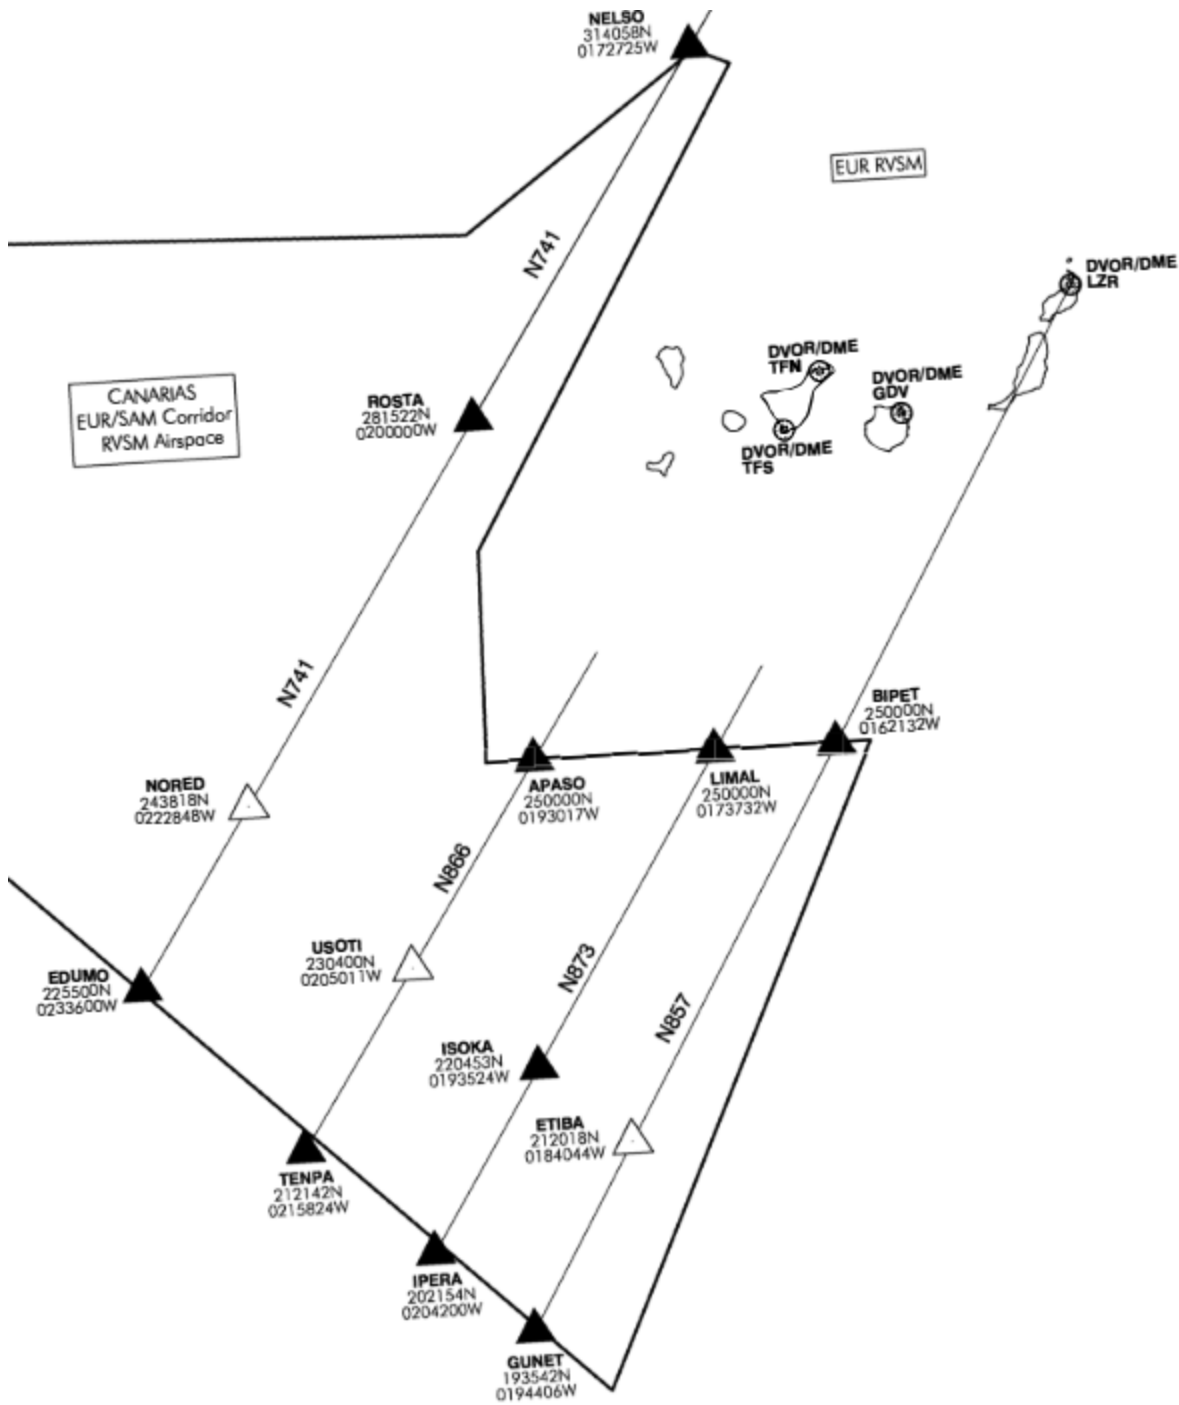 NELSO
314058N
0172725W
EUR RVSM
N741
DVOR/DME
LZR
DVOR/DME
TFN
DVOR/DME
GDV
CANARIAS
EUR/SAM Corridor
RVSM Airspace
ROSTA
281522N
0200000W
DVOR/DME
TFS
N741
BIPET
250000N
0162132W
NORED
243818N
0222848W
APASO
250000N
0193017W
LIMAL
250000N
0173732W
N866
USOTI
230400N
0205011W
N873
EDUMO
225500N
0233600W
N857
ISOKA
220453N
0193524W
ETIBA
212018N
0184044W
TENPA
212142N
0215824W
IPERA
202154N
0204200W
GUNET
193542N
0194406W